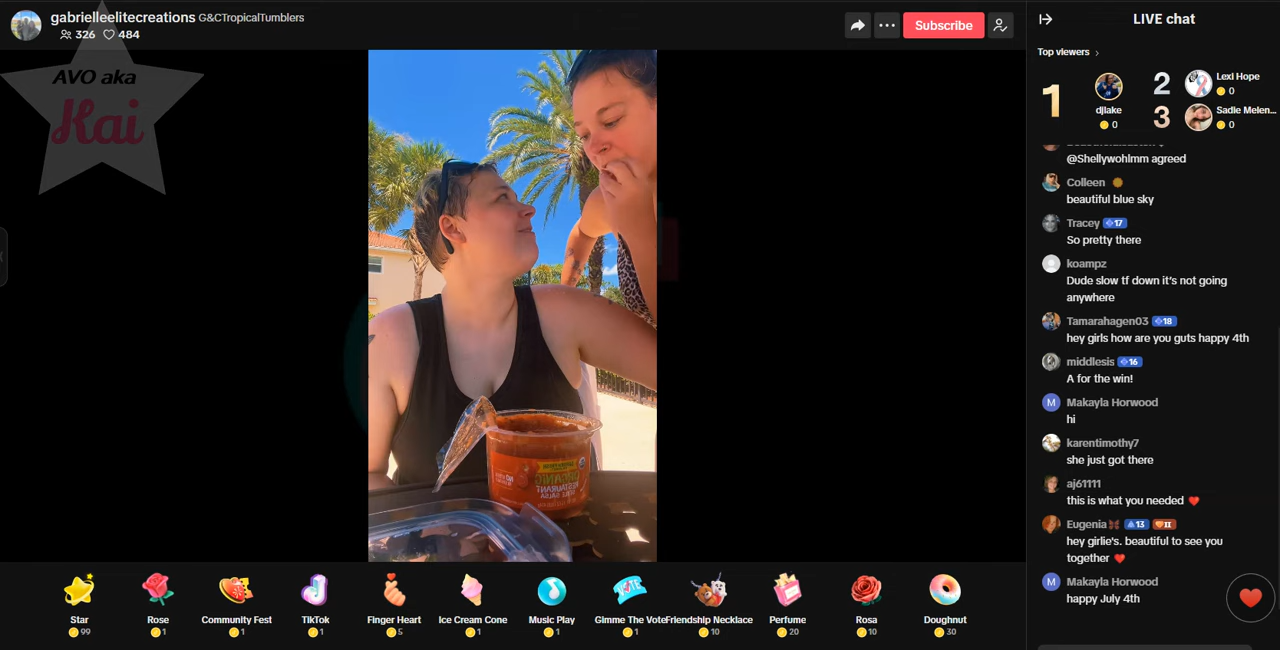 gabrielleelitecreations G&CTropicalTumblers
326 484
Subscribe
AVO aka
Kai
LIVE chat
Top viewers
1
djlake
0
2
Lexi Hope
0
3
Sadie Melen...
0
@Shellywohlmm agreed
Colleen
beautiful blue sky
Tracey 17
So pretty there
koampz
Dude slow tf down it's not going
anywhere
Tamarahagen03 18
hey girls how are you guts happy 4th
middlesis 16
A for the win!
M Makayla Horwood
hi
karentimothy7
she just got there
aj61111
this is what you needed
Eugenia 13 II
hey girlie's. beautiful to see you
together
M Makayla Horwood
happy July 4th
ORGANIC
RESTAURANT
STYLE SALSA
Star
99
Rose
1
Community Fest
1
TikTok
1
Finger Heart
5
Ice Cream Cone
1
Music Play
1
Gimme The Vote
1
Friendship Necklace
10
Perfume
20
Rosa
10
Doughnut
30